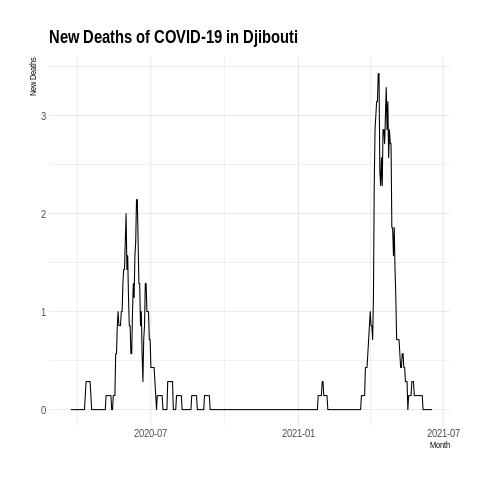 New Deaths of COVID-19 in Djibouti
New Deaths
3
2
1
0
2020-07
2021-01
2021-07
Month